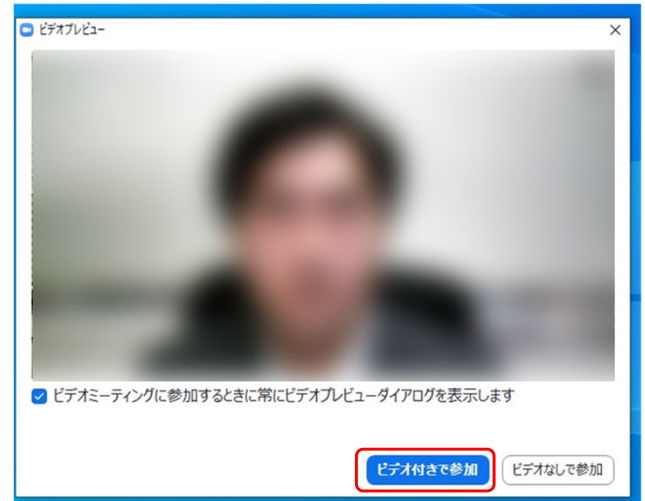 ビデオプレビュー
ビデオミーティングに参加するときに常にビデオプレビューダイアログを表示します
ビデオ付きで参加
ビデオなしで参加